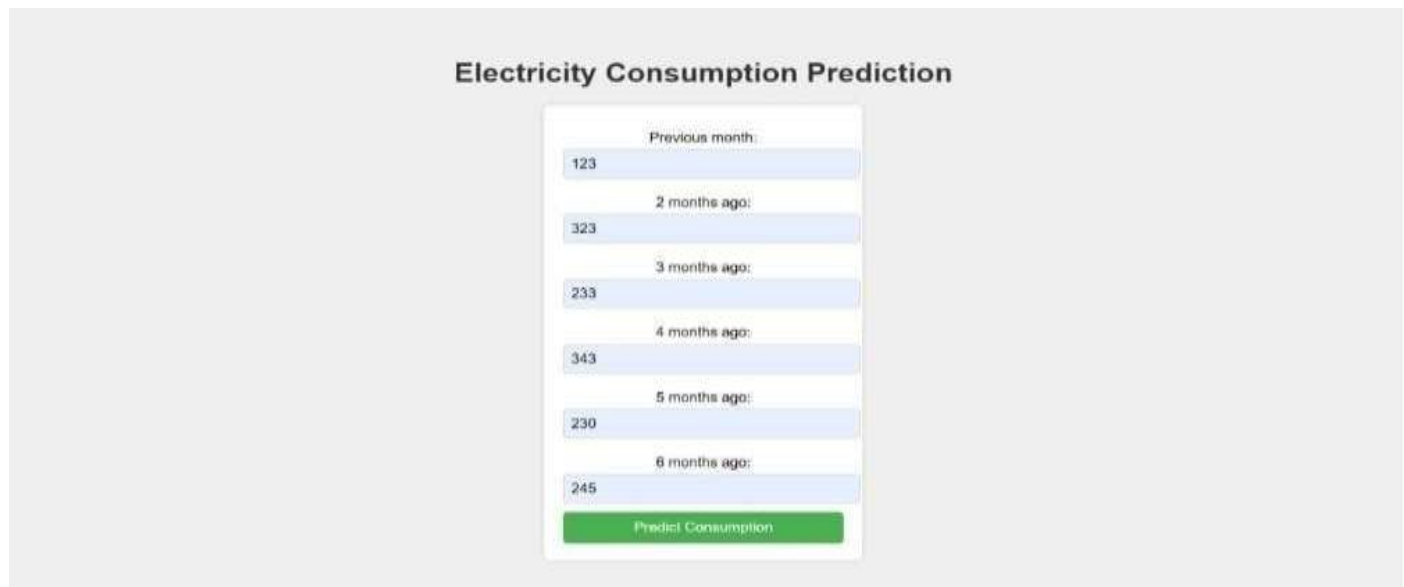 Electricity Consumption Prediction
Previous month:
123
2 months ago:
323
3 months ago:
233
4 months ago:
343
5 months ago:
230
6 months ago:
245
Predict Consumption